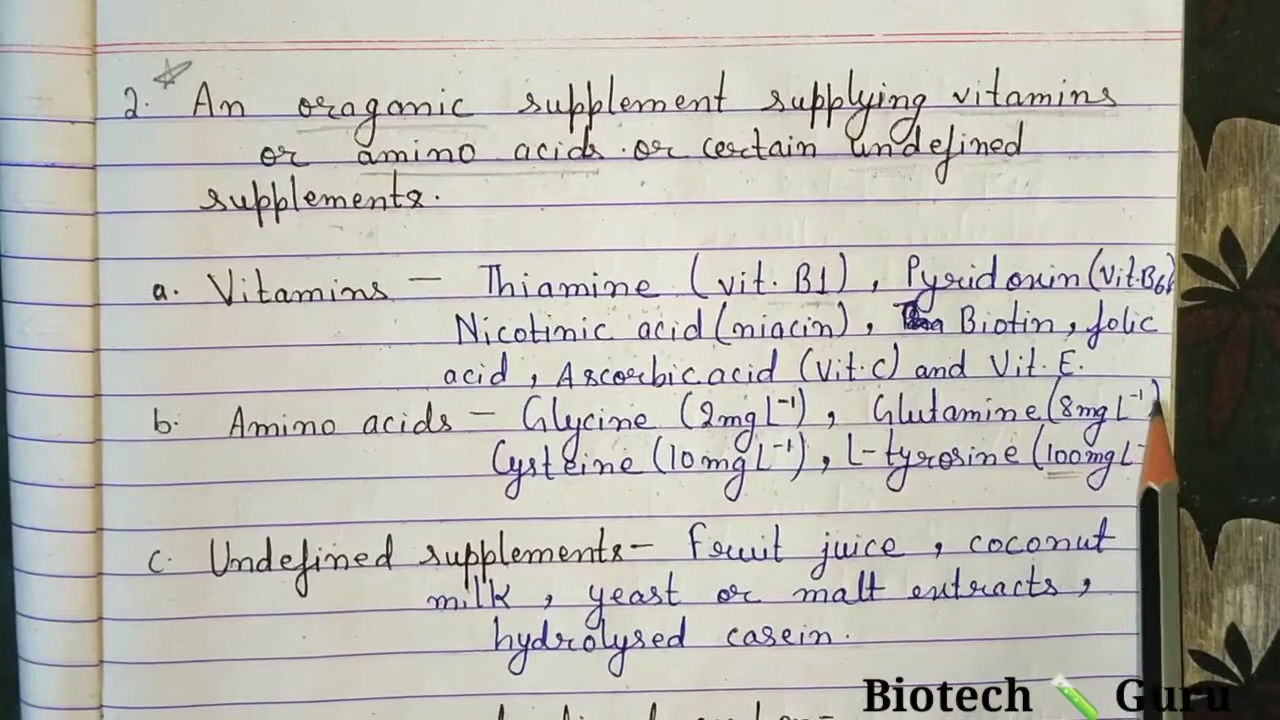 2. An oraganic supplement supplying vitamins
or amino acids. or certain undefined
supplements.
a. Vitamins – Thiamine (vit. B1), Pyridoxin (Vit.B6)
Nicotinic acid (niacin), Biotin, folic
acid, Ascorbic acid (Vit.C) and Vit. E.
b. Amino acids – Glycine (2mg L⁻¹), Glutamine (8mg L⁻¹)
Cysteine (10mg L⁻¹), L-tyrosine (100mg L⁻
c. Undefined supplements – Fruit juice, coconut
milk, yeast or malt extracts,
hydrolysed casein.
Biotech Guru